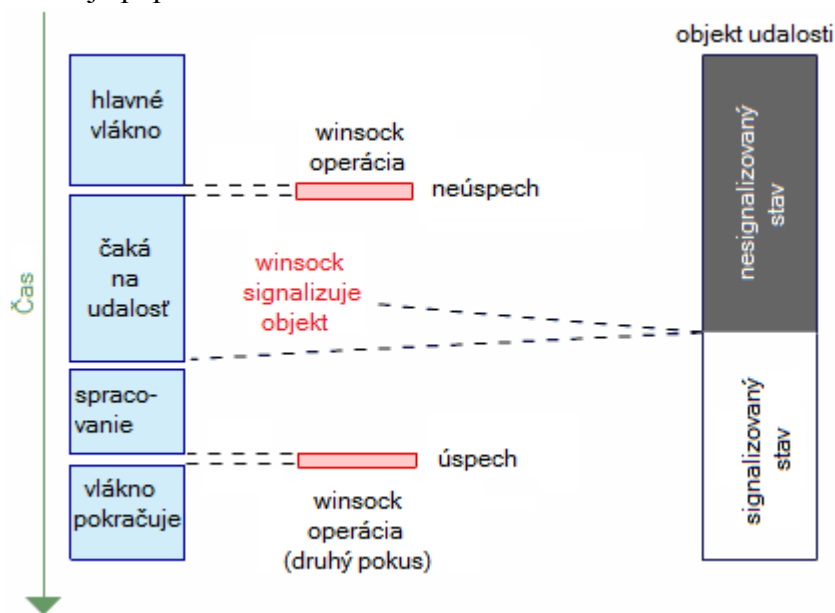 objekt udalosti
hlavné
vlákno
winsock
operácia
neúspech
nesignalizovaný
stav
čaká
na
udalosť
winsock
signalizuje
objekt
Čas
spraco-
vanie
úspech
signalizovaný
stav
vlákno
pokračuje
winsock
operácia
(druhý pokus)